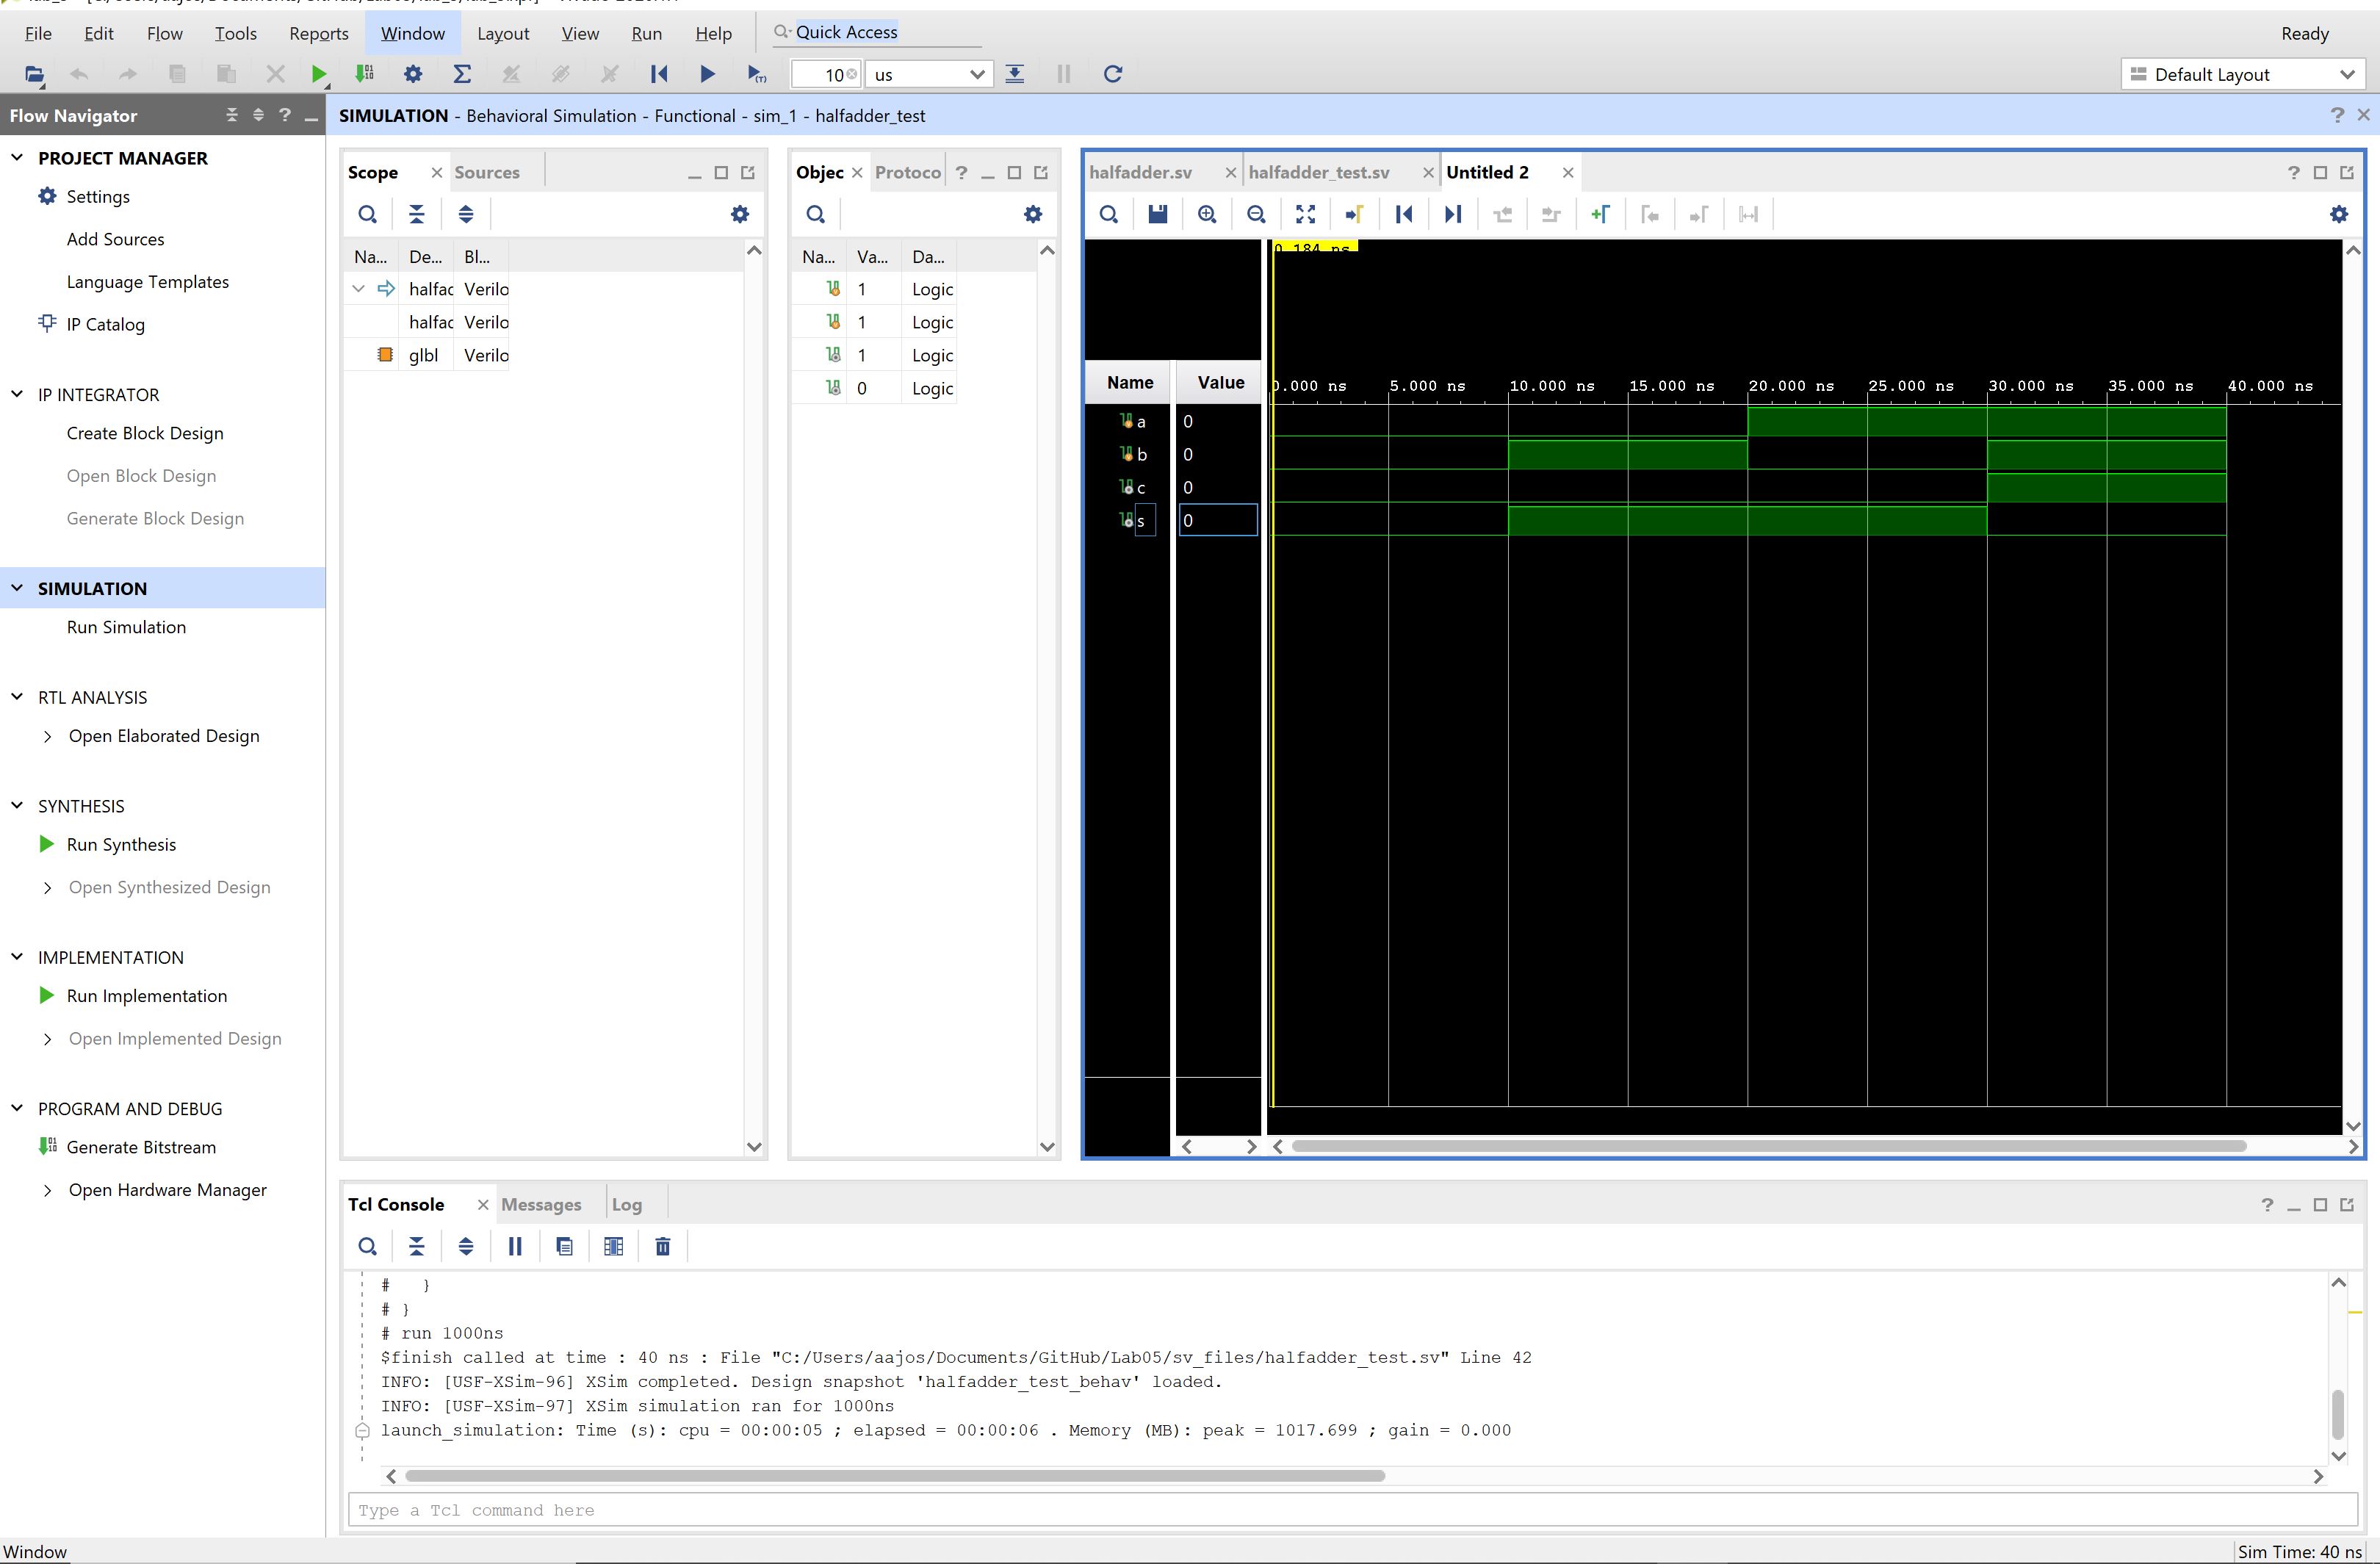 File Edit Flow Tools Reports Window Layout View Run Help Quick Access Ready
10 us Default Layout
Flow Navigator
SIMULATION - Behavioral Simulation - Functional - sim_1 - halfadder_test
PROJECT MANAGER
Settings
Add Sources
Language Templates
IP Catalog
IP INTEGRATOR
Create Block Design
Open Block Design
Generate Block Design
SIMULATION
Run Simulation
RTL ANALYSIS
Open Elaborated Design
SYNTHESIS
Run Synthesis
Open Synthesized Design
IMPLEMENTATION
Run Implementation
Open Implemented Design
PROGRAM AND DEBUG
Generate Bitstream
Open Hardware Manager
Scope Sources
Na... De... Bl...
halfac Verilo
halfac Verilo
glbl Verilo
Objec Protoco
Na... Va... Da...
1 Logic
1 Logic
1 Logic
0 Logic
halfadder.sv halfadder_test.sv Untitled 2
0.184 ns
Name Value
0.000 ns 5.000 ns 10.000 ns 15.000 ns 20.000 ns 25.000 ns 30.000 ns 35.000 ns 40.000 ns
a 0
b 0
c 0
s 0
Tcl Console Messages Log
# }
# }
# run 1000ns
$finish called at time : 40 ns : File "C:/Users/aajos/Documents/GitHub/Lab05/sv_files/halfadder_test.sv" Line 42
INFO: [USF-XSim-96] XSim completed. Design snapshot 'halfadder_test_behav' loaded.
INFO: [USF-XSim-97] XSim simulation ran for 1000ns
launch_simulation: Time (s): cpu = 00:00:05 ; elapsed = 00:00:06 . Memory (MB): peak = 1017.699 ; gain = 0.000
Type a Tcl command here
Window
Sim Time: 40 ns